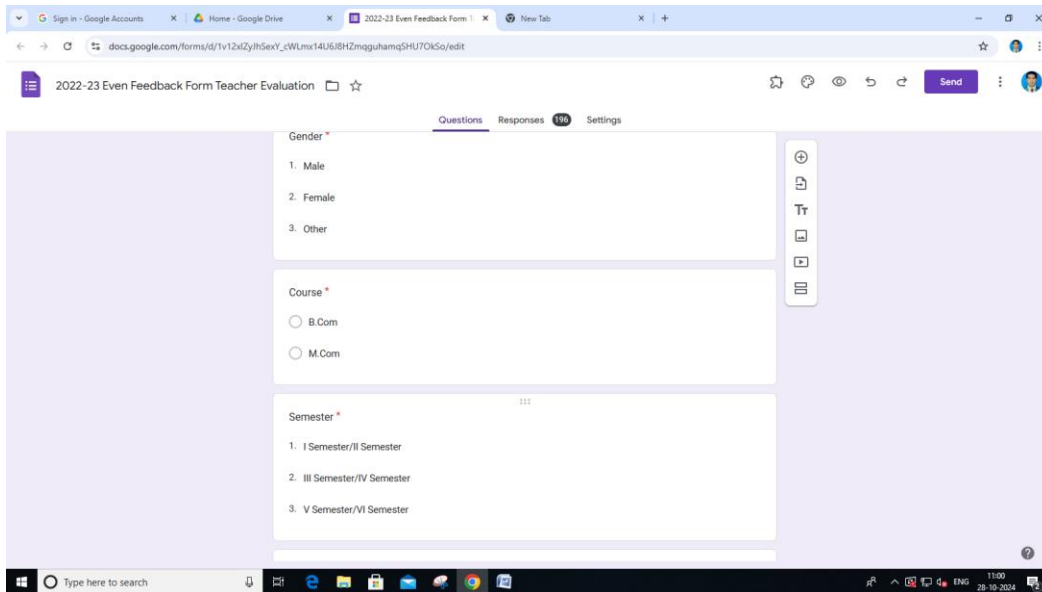 Sign in - Google Accounts
Home - Google Drive
2022-23 Even Feedback Form
New Tab
docs.google.com/forms/d/1v12xlZyJhSexY_cWLmx14U6J8HZmqguhamqSHU7OkSo/edit
2022-23 Even Feedback Form Teacher Evaluation
Send
Questions Responses 196 Settings
Gender *
1. Male
2. Female
3. Other
Course *
B.Com
M.Com
Semester *
1. I Semester/II Semester
2. III Semester/IV Semester
3. V Semester/VI Semester
Type here to search
ENG
11:00
28-10-2024